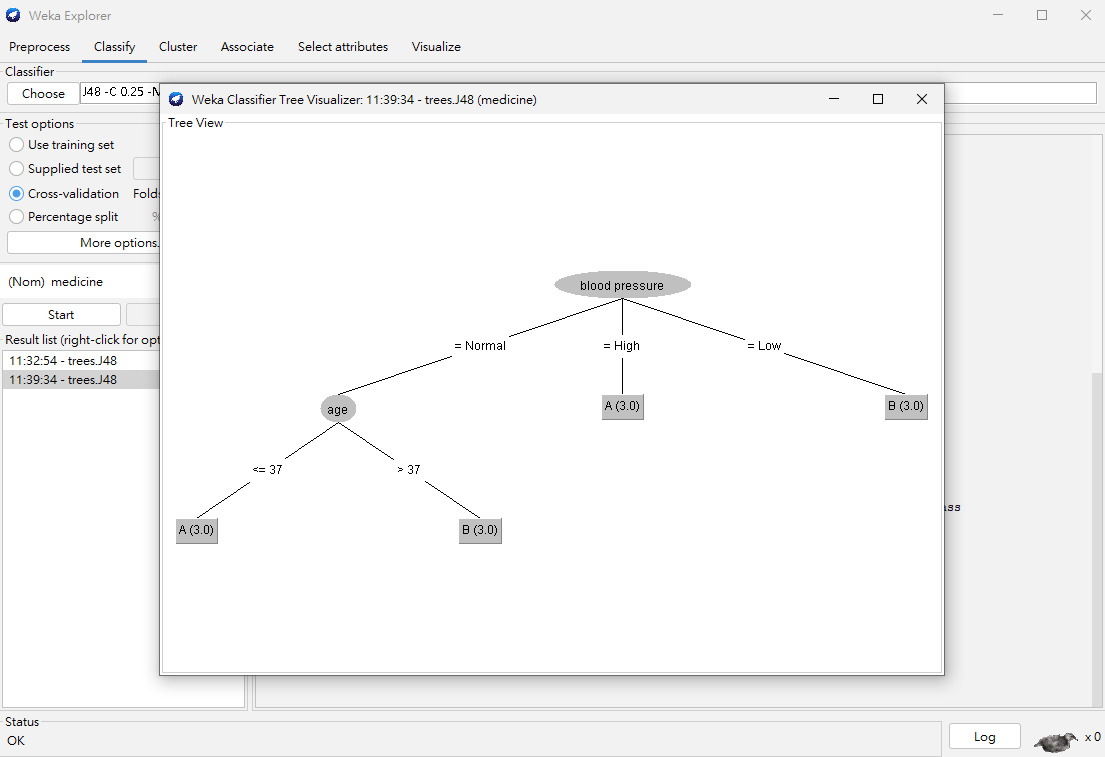 Weka Explorer
Preprocess Classify Cluster Associate Select attributes Visualize
Classifier
Choose J48 -C 0.25 -M
Weka Classifier Tree Visualizer: 11:39:34 - trees.J48 (medicine)
Tree View
Test options
Use training set
Supplied test set
Cross-validation Folds
Percentage split %
More options.
(Nom) medicine
Start
Result list (right-click for opt
11:32:54 - trees.J48
11:39:34 - trees.J48
blood pressure
= Normal = High = Low
age A (3.0) B (3.0)
<= 37 > 37
A (3.0) B (3.0)
ass
Status
OK
Log x 0